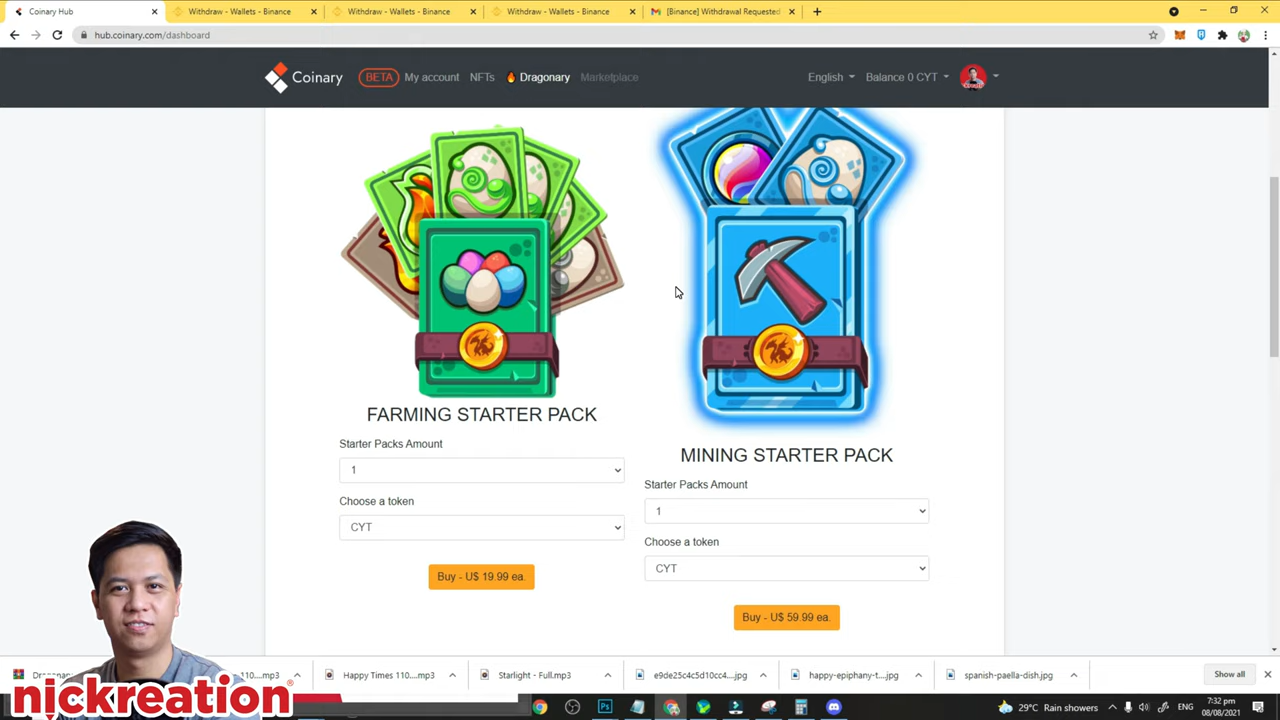 Coinary Hub
Withdraw - Wallets - Binance
Withdraw - Wallets - Binance
Withdraw - Wallets - Binance
[Binance] Withdrawal Requested
hub.coinary.com/dashboard
Coinary
BETA
My account
NFTs
Dragonary
Marketplace
English
Balance 0 CYT
FARMING STARTER PACK
Starter Packs Amount
1
Choose a token
CYT
Buy - U$ 19.99 ea.
MINING STARTER PACK
Starter Packs Amount
1
Choose a token
CYT
Buy - U$ 59.99 ea.
110....mp3
Happy Times 110....mp3
Starlight - Full.mp3
e9de25c4c5d10cc4....jpg
happy-epiphany-t....jpg
spanish-paella-dish.jpg
Show all
nickreation®
29°C Rain showers
ENG
7:32 pm
08/08/2021